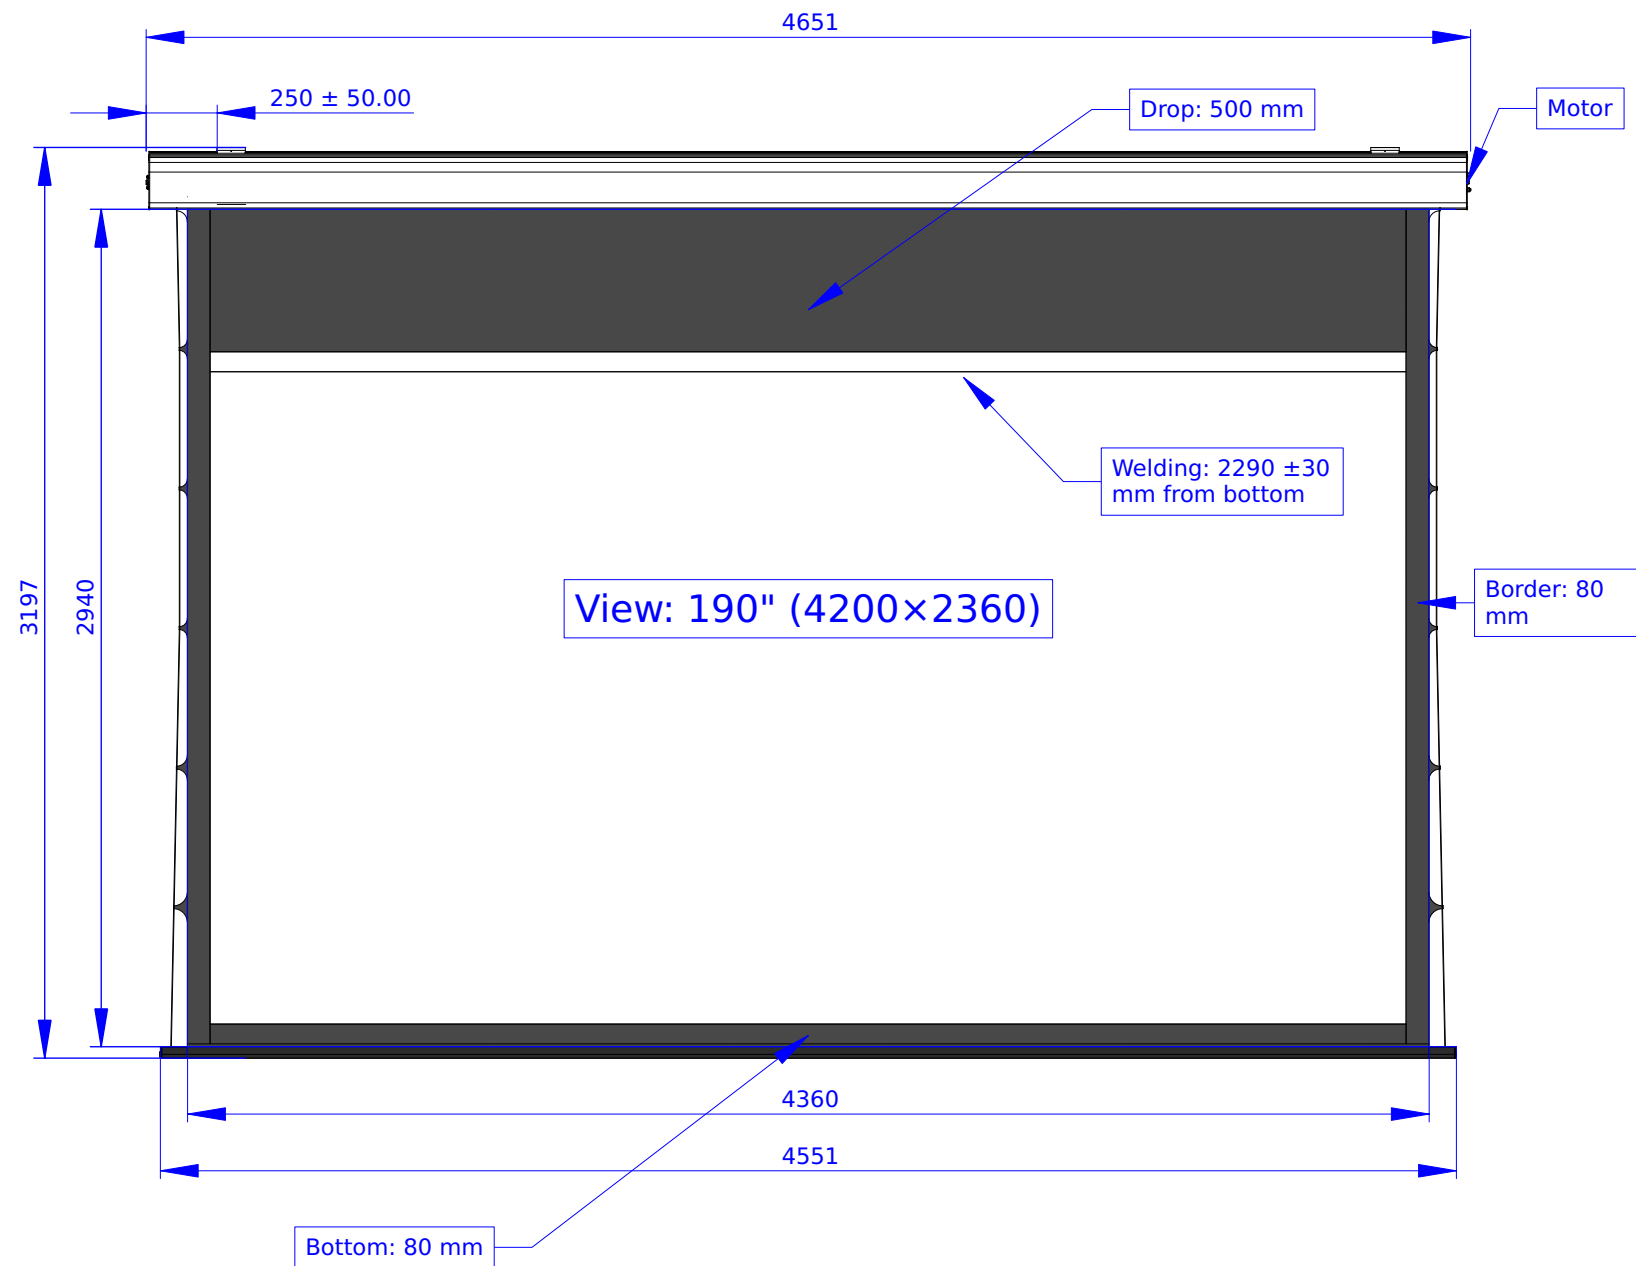 4651
250 ± 50.00
Drop: 500 mm
Motor
Welding: 2290 ±30
mm from bottom
View: 190" (4200×2360)
Border: 80
mm
3197
2940
4360
4551
Bottom: 80 mm